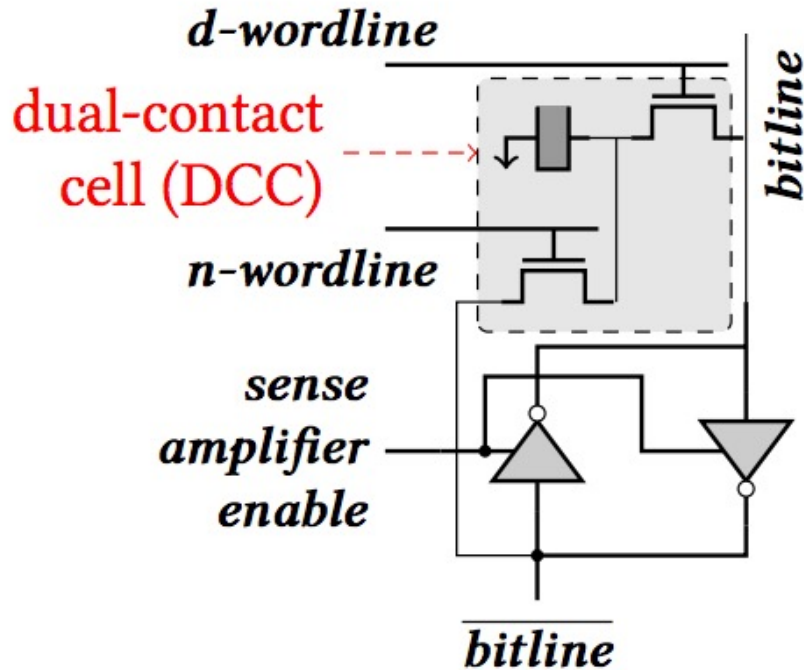 d-wordline
dual-contact
cell (DCC)
bitline
n-wordline
sense
amplifier
enable
bitline